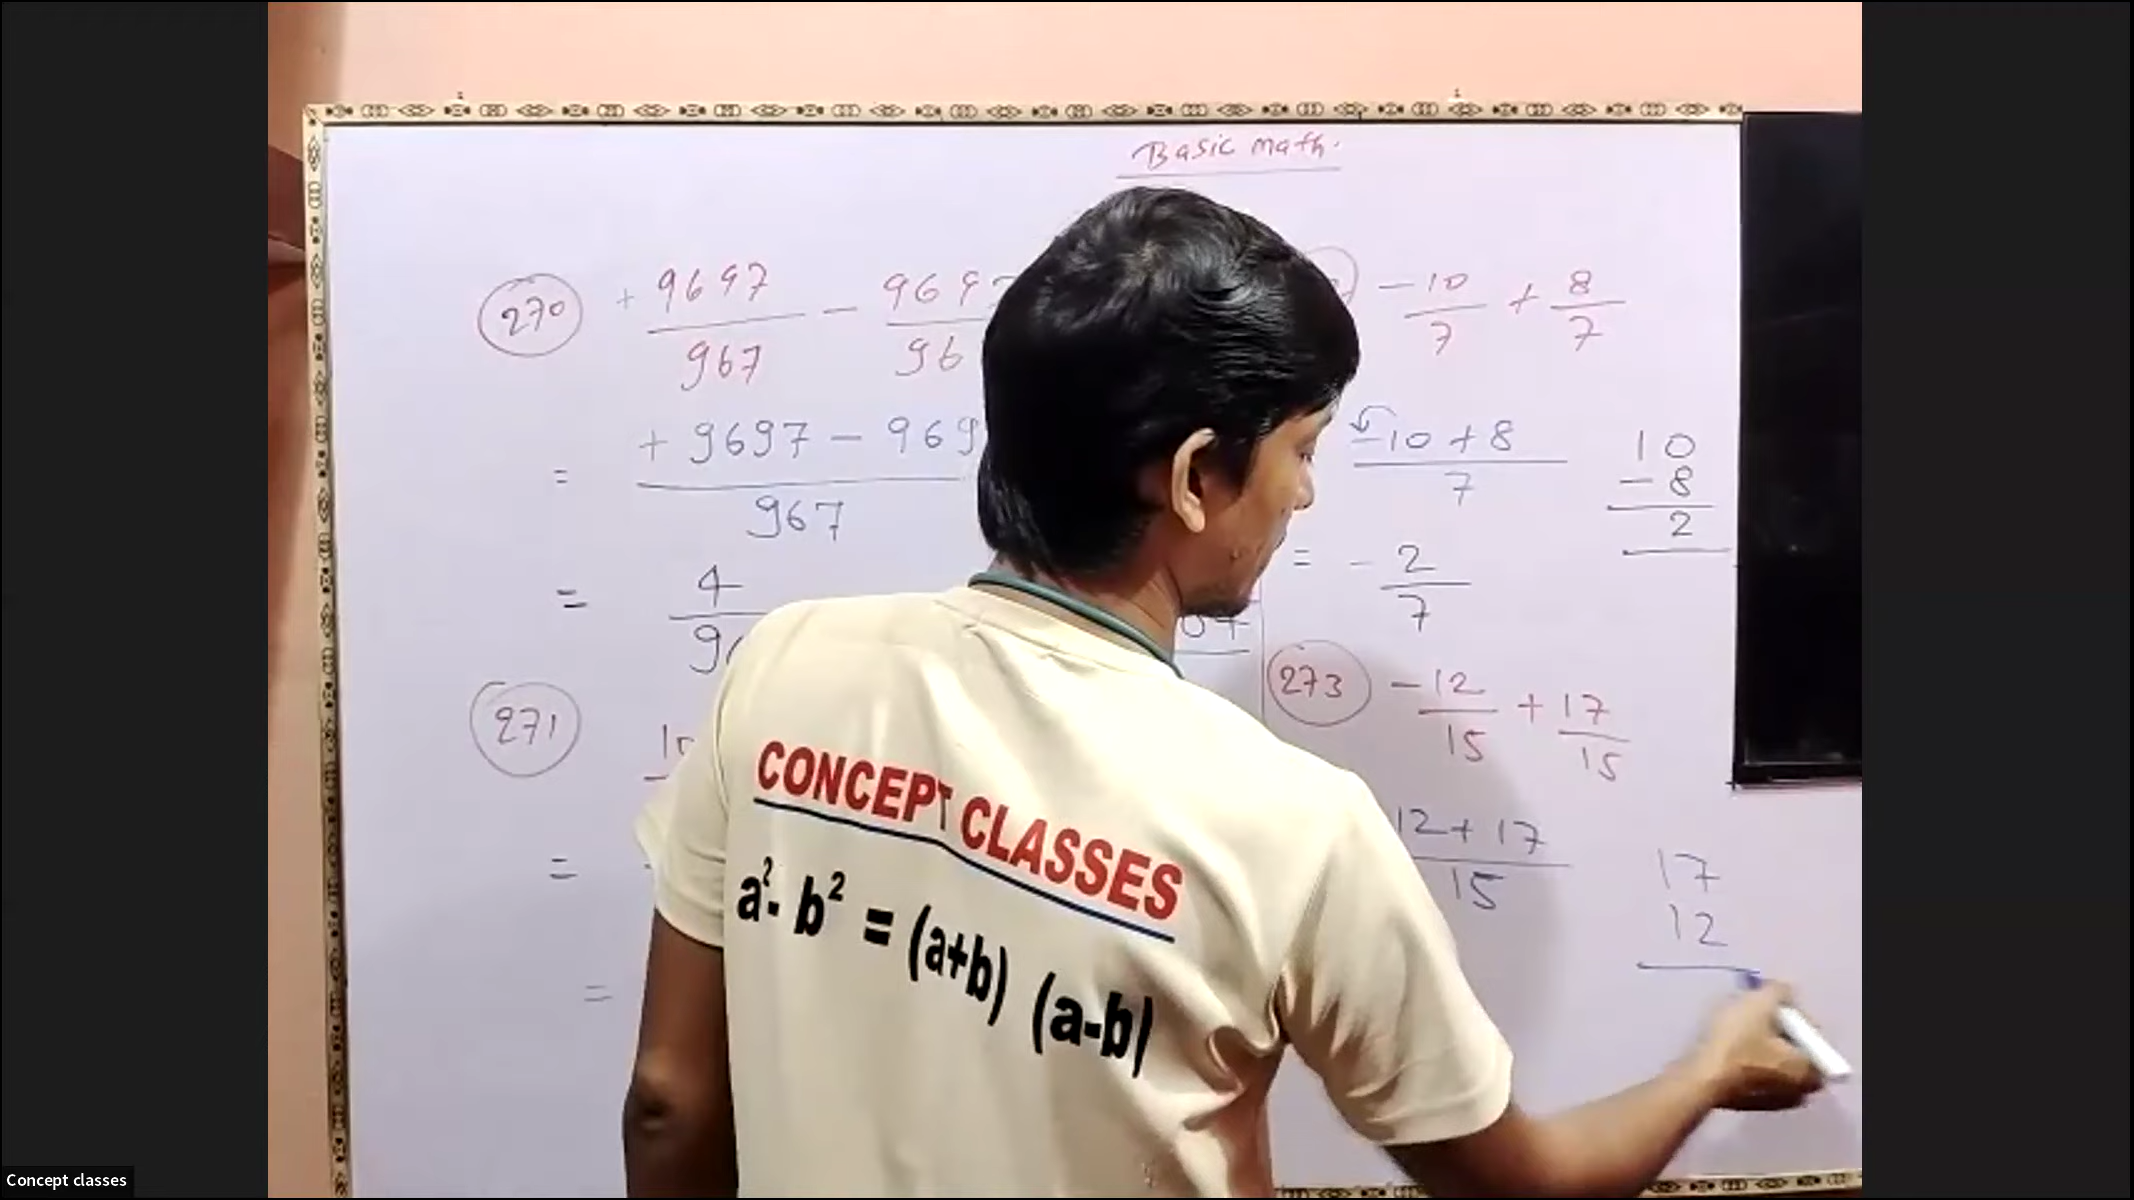 Basic math.
270
+ 9697/967 - 969
= + 9697 - 969/967
= 4
271
=
=
-10/7 + 8/7
-10 + 8/7
10
- 8
2
= - 2/7
273
-12/15 + 17/15
12 + 17/15
17
12
CONCEPT CLASSES
a² - b² = (a+b) (a-b)
Concept classes